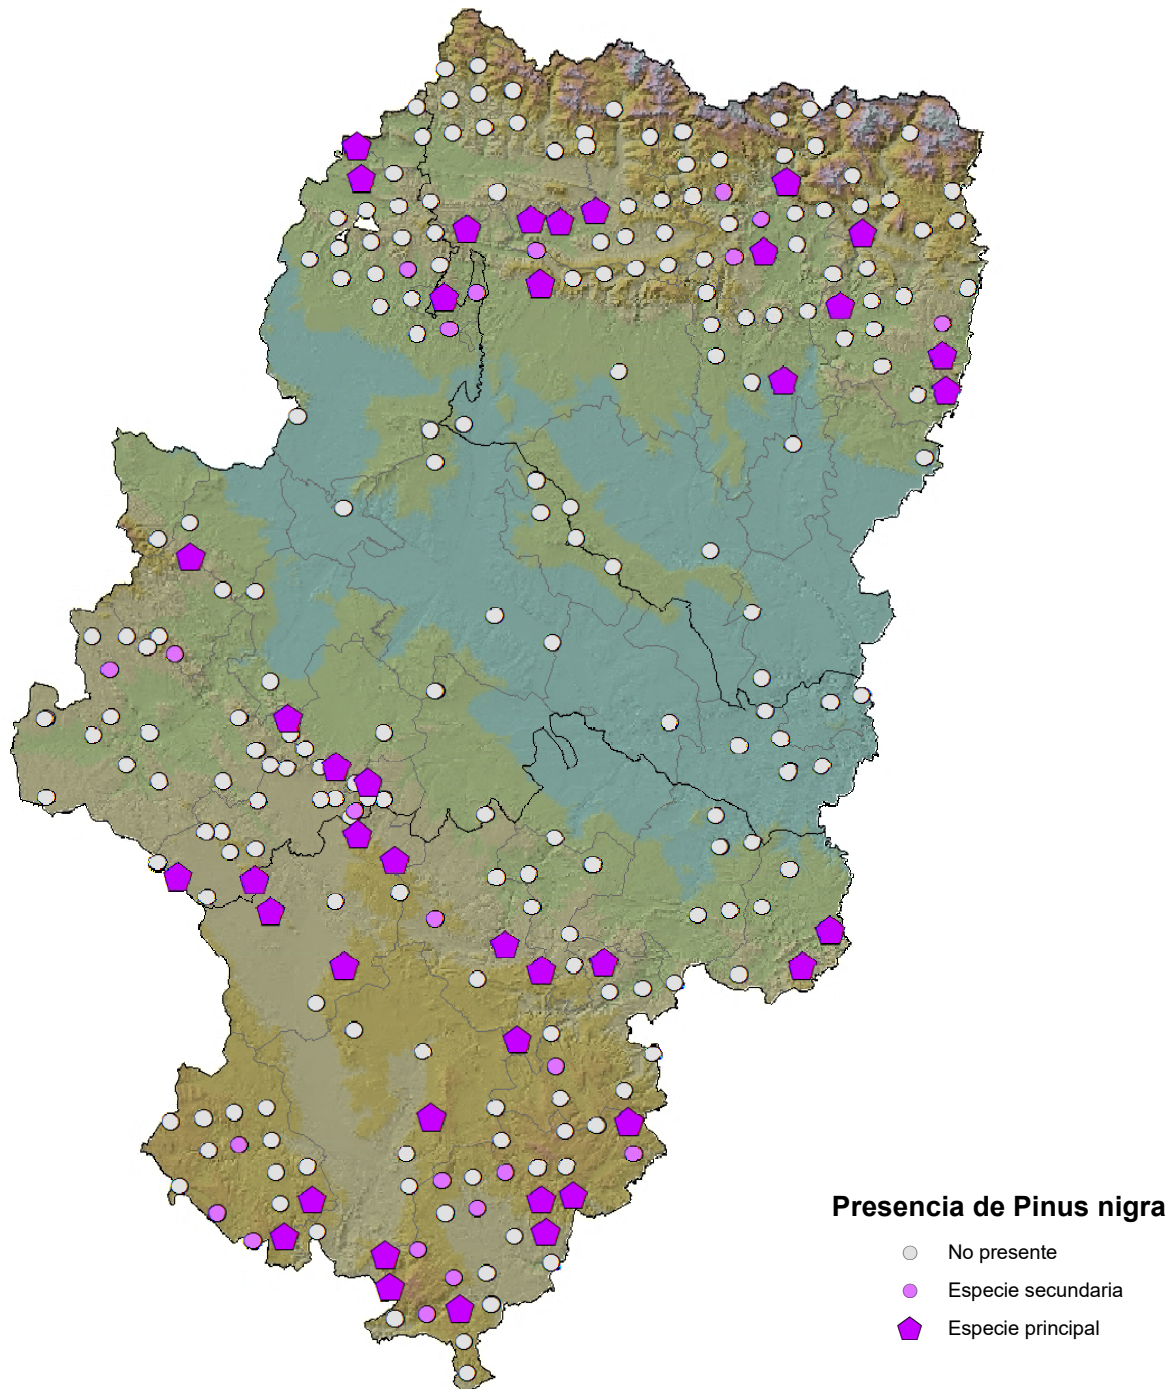 Presencia de Pinus nigra
No presente
Especie secundaria
Especie principal